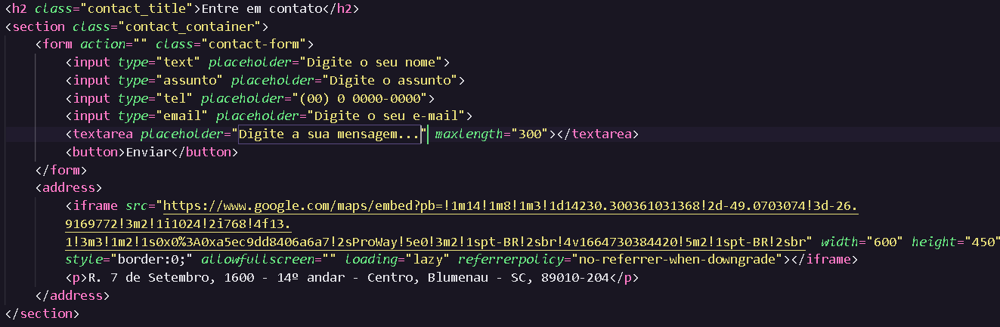 <h2 class="contact_title">Entre em contato</h2>
<section class="contact_container">
<form action="" class="contact-form">
<input type="text" placeholder="Digite o seu nome">
<input type="assunto" placeholder="Digite o assunto">
<input type="tel" placeholder="(00) 0 0000-0000">
<input type="email" placeholder="Digite o seu e-mail">
<textarea placeholder="Digite a sua mensagem..." maxlength="300"></textarea>
<button>Enviar</button>
</form>
<address>
<iframe src="https://www.google.com/maps/embed?pb=!1m14!1m8!1m3!1d14230.300361031368!2d-49.0703074!3d-26.
9169772!3m2!1i1024!2i768!4f13.
1!3m3!1m2!1s0x0%3A0xa5ec9dd8406a6a7!2sProWay!5e0!3m2!1spt-BR!2sbr!4v1664730384420!5m2!1spt-BR!2sbr" width="600" height="450"
style="border:0;" allowfullscreen="" loading="lazy" referrerpolicy="no-referrer-when-downgrade"></iframe>
<p>R. 7 de Setembro, 1600 - 14º andar - Centro, Blumenau - SC, 89010-204</p>
</address>
</section>